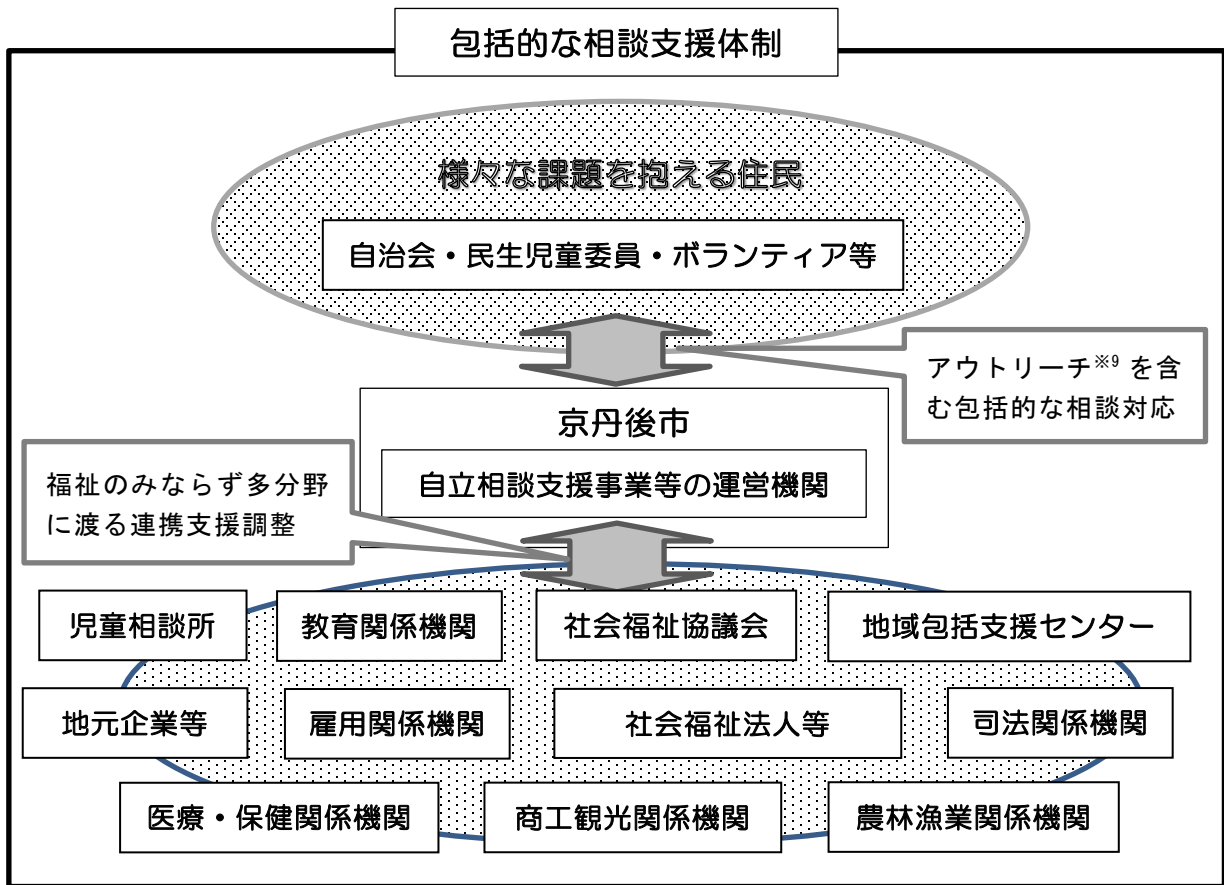 包括的な相談支援体制
様々な課題を抱える住民
自治会・民生児童委員・ボランティア等
アウトリーチ※9 を含
む包括的な相談対応
京丹後市
自立相談支援事業等の運営機関
福祉のみならず多分野
に渡る連携支援調整
児童相談所
教育関係機関
社会福祉協議会
地域包括支援センター
地元企業等
雇用関係機関
社会福祉法人等
司法関係機関
医療・保健関係機関
商工観光関係機関
農林漁業関係機関